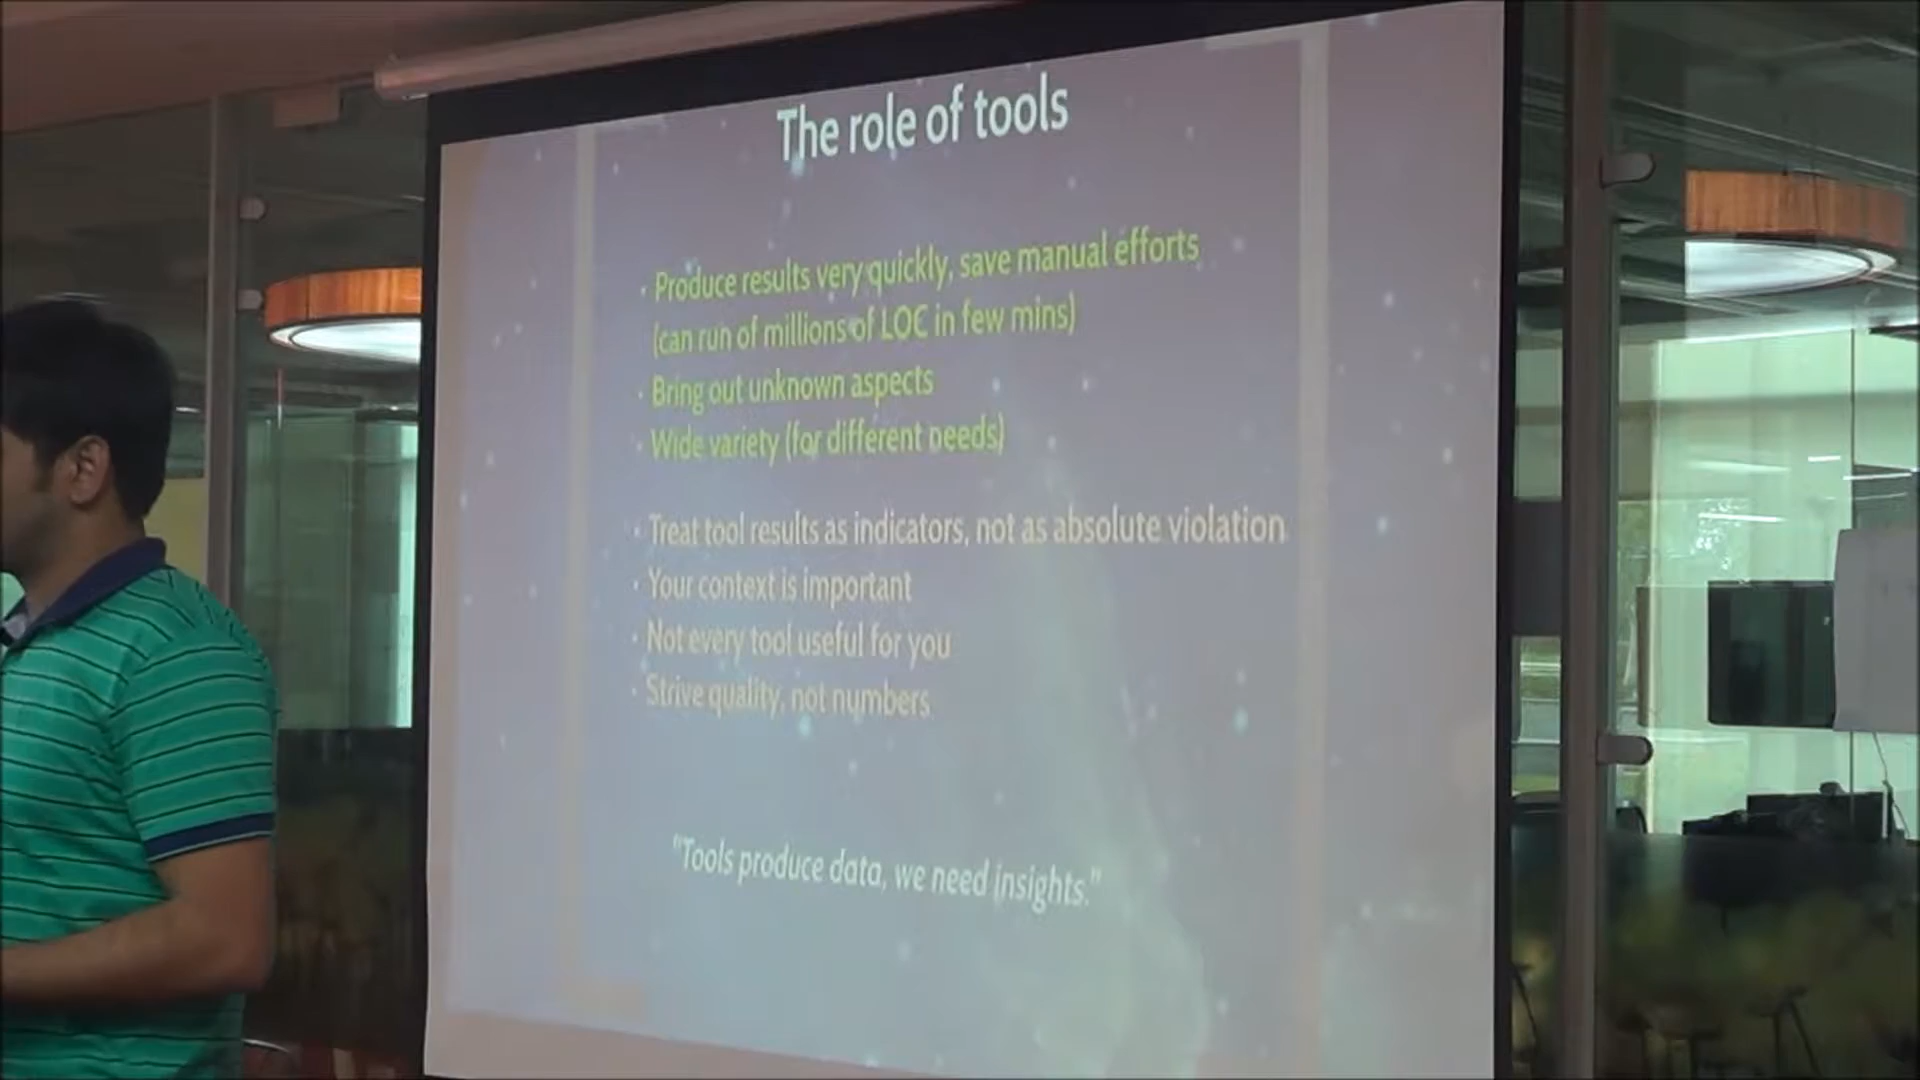 The role of tools
· Produce results very quickly, save manual efforts
(can run of millions of LOC in few mins)
· Bring out unknown aspects
· Wide variety (for different needs)
· Treat tool results as indicators, not as absolute violation
· Your context is important
· Not every tool useful for you
· Strive quality, not numbers
"Tools produce data, we need insights."